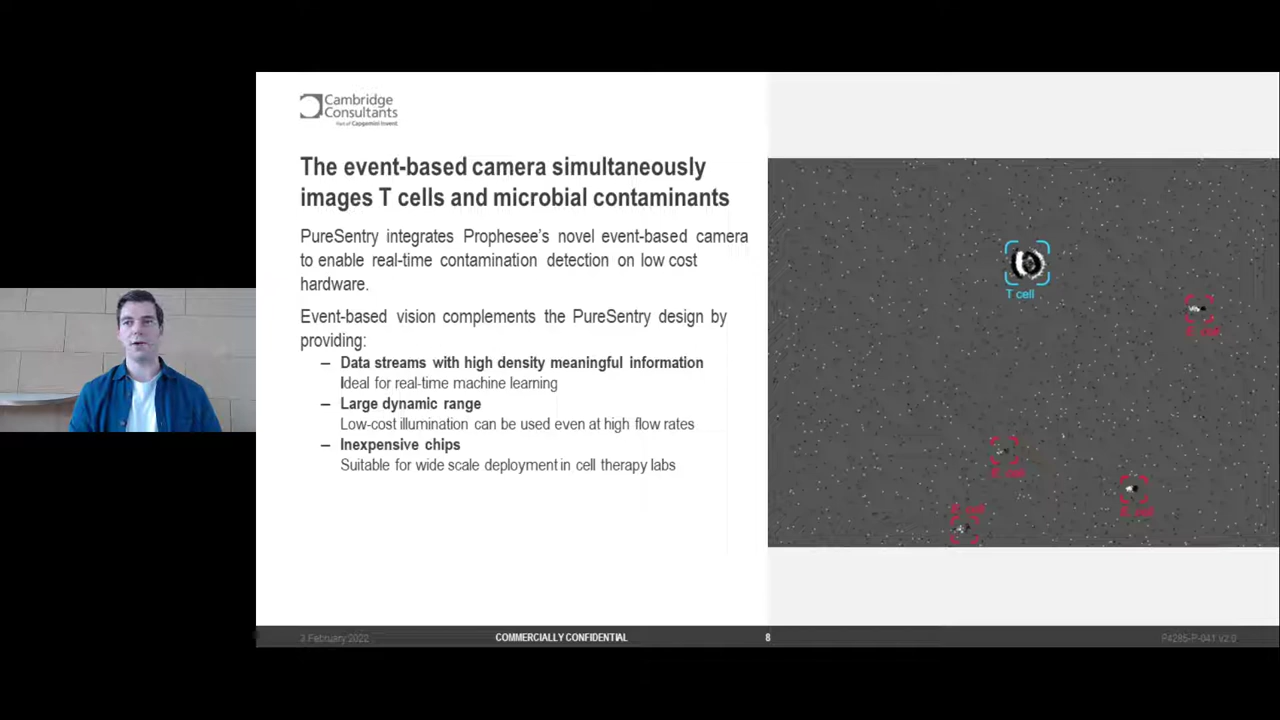 Cambridge
Consultants
Part of Capgemini Invent
The event-based camera simultaneously
images T cells and microbial contaminants
PureSentry integrates Prophesee's novel event-based camera
to enable real-time contamination detection on low cost
hardware.
Event-based vision complements the PureSentry design by
providing:
– Data streams with high density meaningful information
Ideal for real-time machine learning
– Large dynamic range
Low-cost illumination can be used even at high flow rates
– Inexpensive chips
Suitable for wide scale deployment in cell therapy labs
T cell
3 February 2022
COMMERCIALLY CONFIDENTIAL
8
P4285-P-041 v2.0